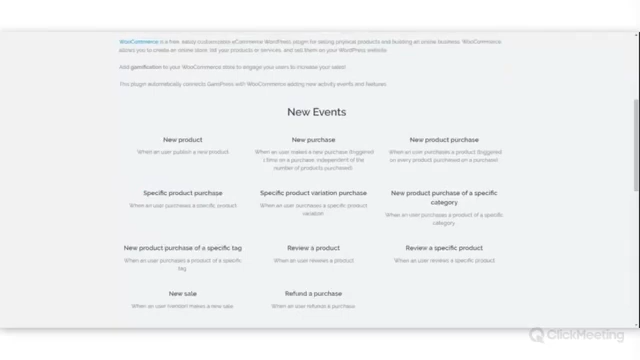 WooCommerce is a free, easily customizable eCommerce WordPress plugin for selling physical products and building an online business. WooCommerce
allows you to create an online store, sell your products or services, and sell them on your WordPress website.
Add gamification to your WooCommerce store to engage your users to increase your sales!
This plugin automatically connects GamiPress with WooCommerce adding new activity events and features.
New Events
New product
New purchase
New product purchase
When an user publish a new product
When an user makes a new purchase (triggered
1 time on a purchase, independent of the
number of products purchased)
When an user purchases a product (triggered
on every product purchased on a purchase)
Specific product purchase
Specific product variation purchase
New product purchase of a specific
category
When an user purchases a specific product
When an user purchases a specific product
variation
When an user purchases a product of a specific
category
New product purchase of a specific tag
Review a product
Review a specific product
When an user purchases a product of a specific
tag
When an user reviews a product
When an user reviews a specific product
New sale
Refund a purchase
When an user (vendor) makes a new sale
When an user refunds a purchase
ClickMeeting